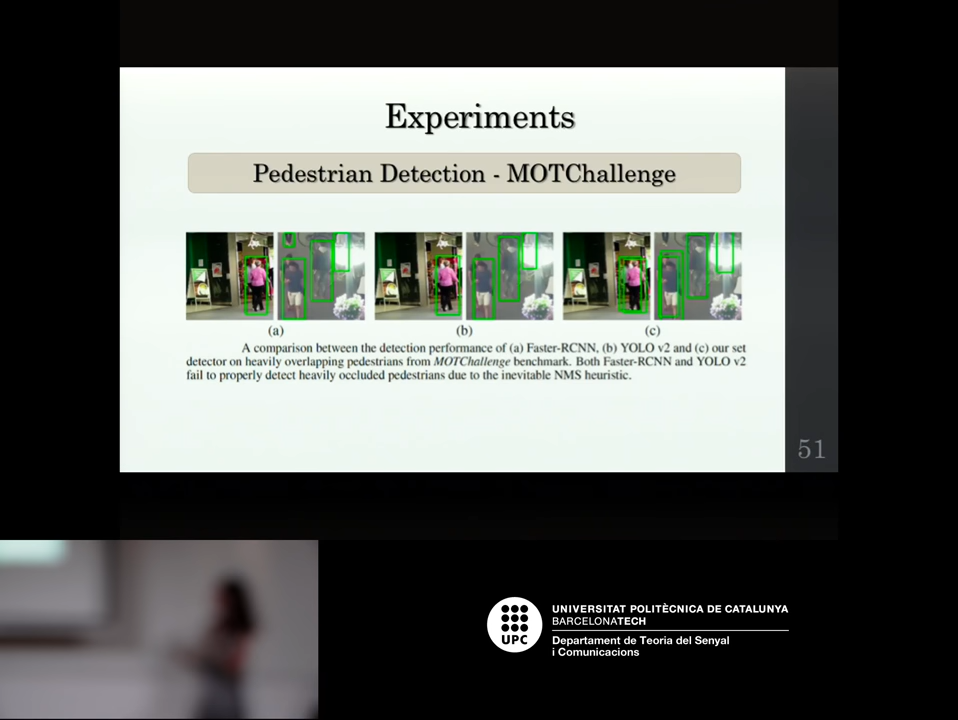 Experiments
Pedestrian Detection - MOTChallenge
(a)
(b)
(c)
A comparison between the detection performance of (a) Faster-RCNN, (b) YOLO v2 and (c) our set
detector on heavily overlapping pedestrians from MOTChallenge benchmark. Both Faster-RCNN and YOLO v2
fail to properly detect heavily occluded pedestrians due to the inevitable NMS heuristic.
51
UPC
UNIVERSITAT POLITÈCNICA DE CATALUNYA
BARCELONATECH
Departament de Teoria del Senyal
i Comunicacions